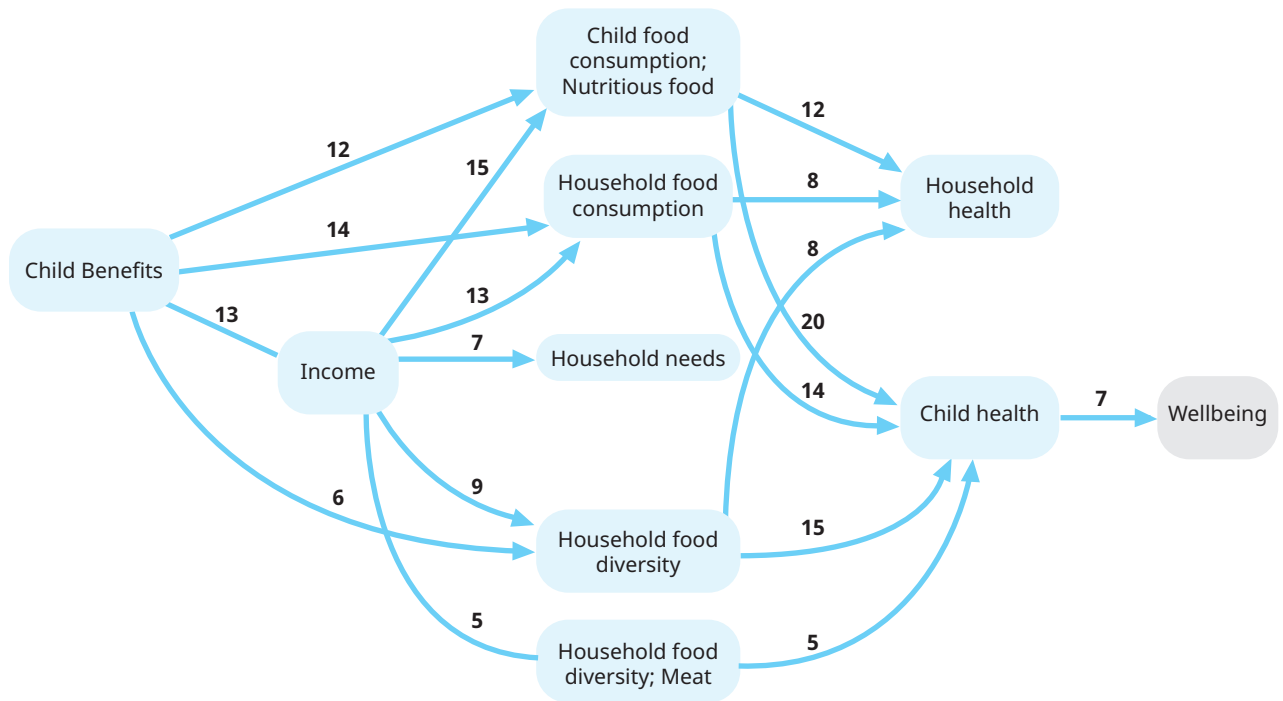 Child food
consumption;
Nutritious food
12
12
15
Household food
consumption
8
Household
health
14
8
Child Benefits
13
13
20
7
Household needs
Income
14
Child health
7
Wellbeing
9
6
Household food
diversity
15
5
Household food
diversity; Meat
5